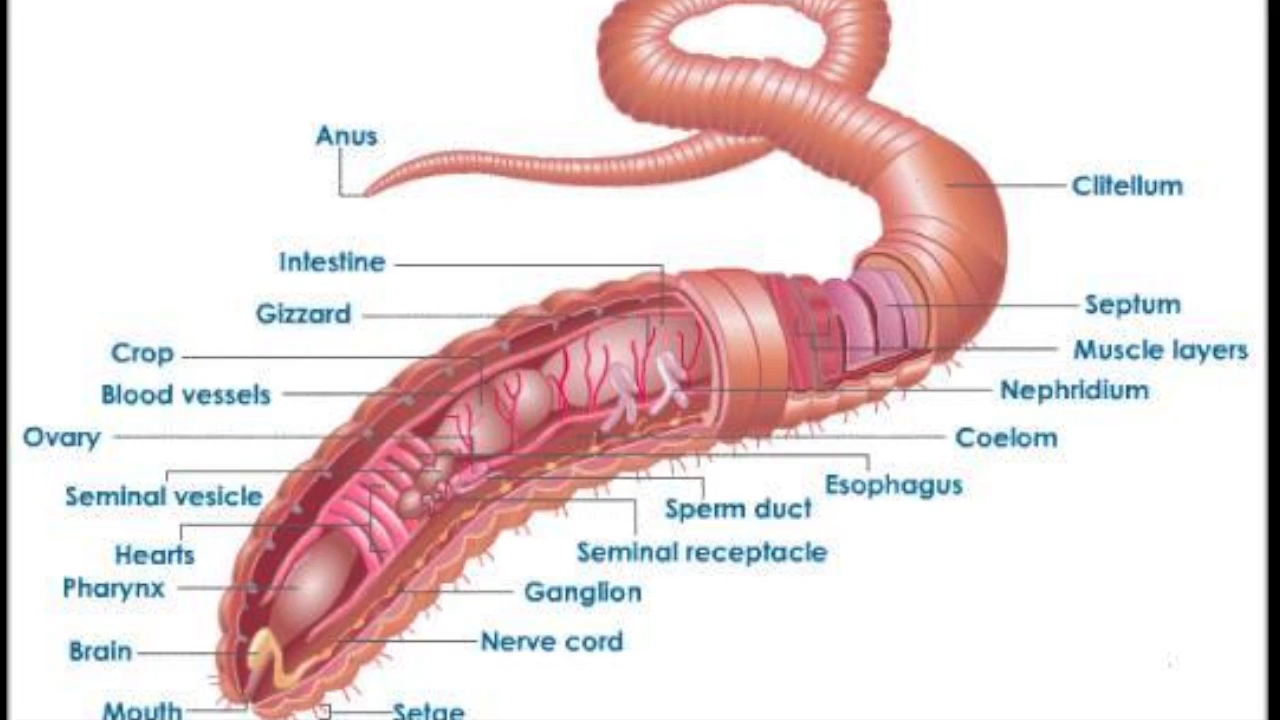 Anus
Clitellum
Intestine
Septum
Gizzard
Muscle layers
Crop
Blood vessels
Nephridium
Ovary
Coelom
Esophagus
Seminal vesicle
Sperm duct
Hearts
Seminal receptacle
Pharynx
Ganglion
Nerve cord
Brain
Mouth
Setae